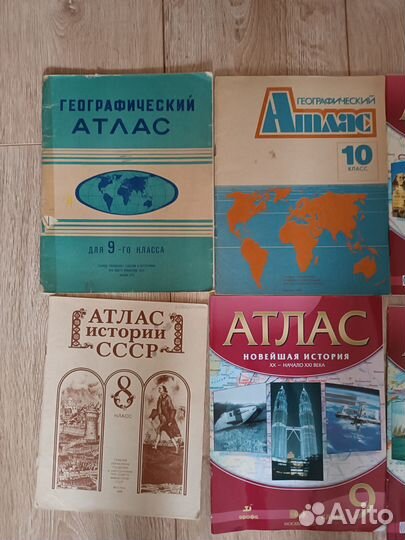 ГЕОГРАФИЧЕСКИЙ
АТЛАС
ДЛЯ 9-ГО КЛАССА
ГЕОГРАФИЧЕСКИЙ
Атлас
10
КЛАСС
АТЛАС
истории
СССР
8
КЛАСС
АТЛАС
НОВЕЙШАЯ ИСТОРИЯ
XX – НАЧАЛО XXI ВЕКА
9
ДРОФА
Avito